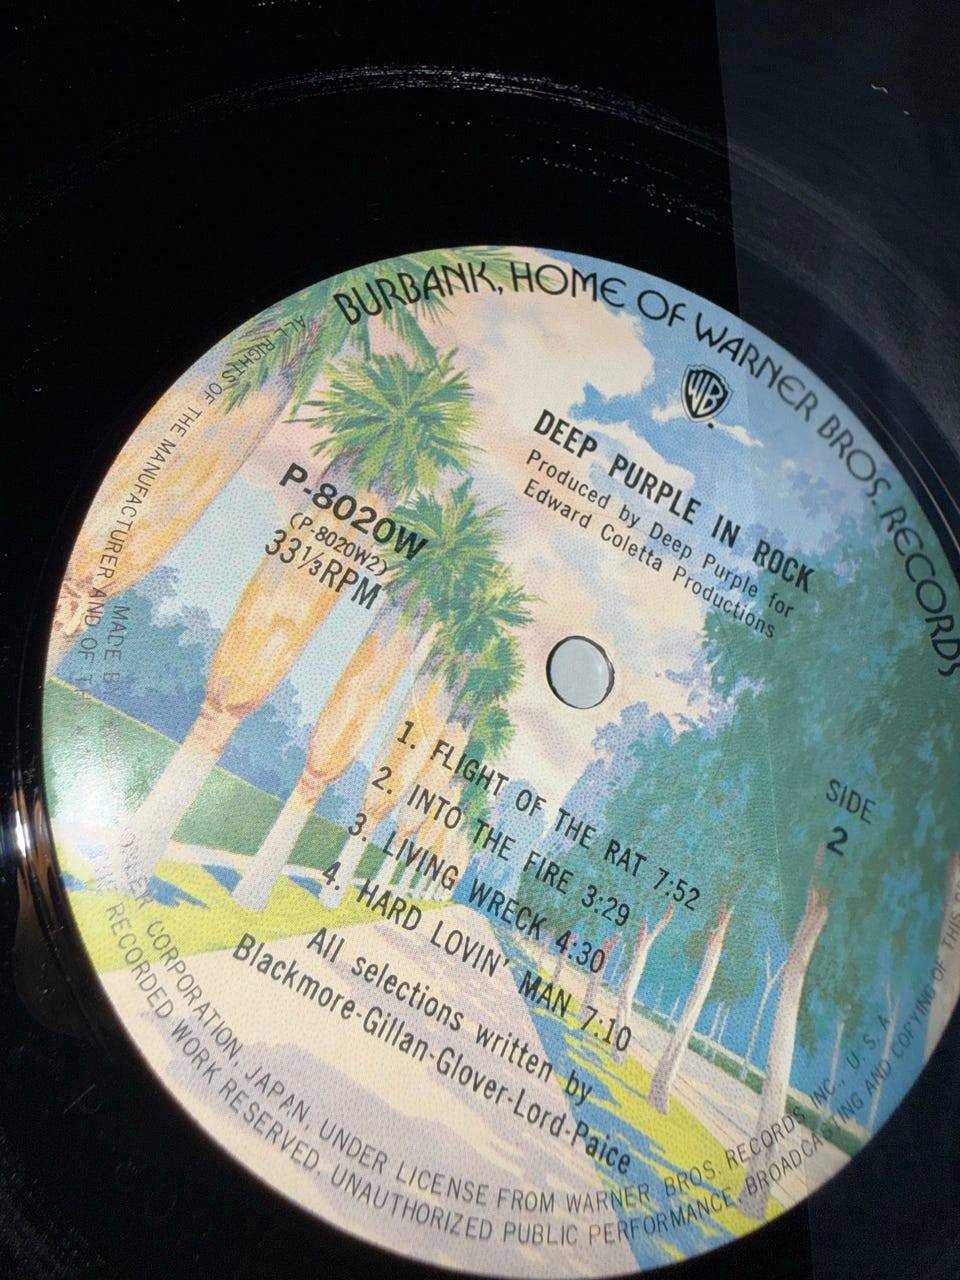 BURBANK, HOME OF WARNER BROS. RECORDS
WB
DEEP PURPLE IN ROCK
Produced by Deep Purple for
Edward Coletta Productions
P-8020W
(P-8020W2)
33⅓RPM
SIDE
2
1. FLIGHT OF THE RAT 7:52
2. INTO THE FIRE 3:29
3. LIVING WRECK 4:30
4. HARD LOVIN' MAN 7:10
All selections written by
Blackmore-Gillan-Glover-Lord-Paice
MADE BY CORPORATION, JAPAN, UNDER LICENSE FROM WARNER BROS. RECORDS INC., U. S. A.
ALL RIGHTS OF THE MANUFACTURER AND OF RECORDED WORK RESERVED. UNAUTHORIZED PUBLIC PERFORMANCE, BROADCASTING AND COPYING OF THIS